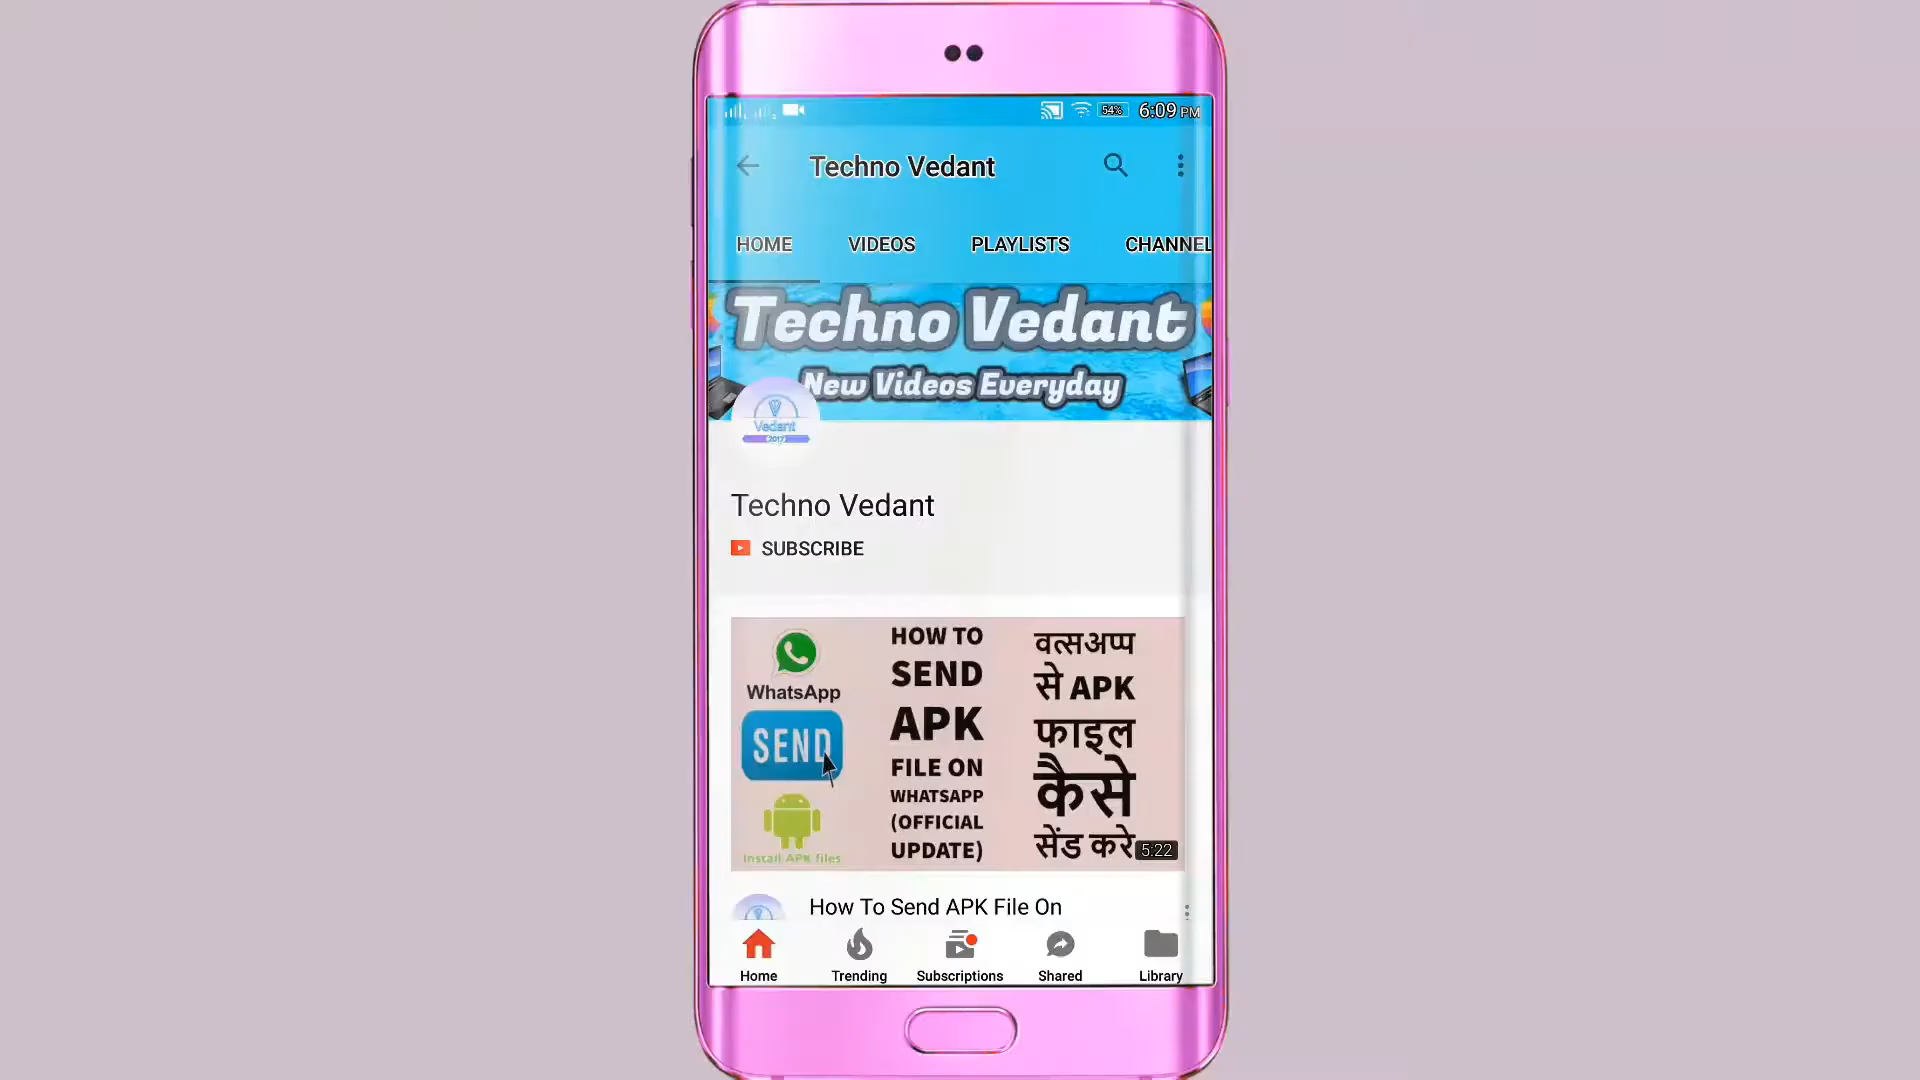 54% 6:09 PM
Techno Vedant
HOME VIDEOS PLAYLISTS CHANNEL
Techno Vedant
New Videos Everyday
Vedant
2017
Techno Vedant
SUBSCRIBE
WhatsApp
SEND
Install APK files
HOW TO
SEND
APK
FILE ON
WHATSAPP
(OFFICIAL
UPDATE)
वत्सअप्प
से APK
फाइल
कैसे
सेंड करे
5:22
How To Send APK File On
Home Trending Subscriptions Shared Library